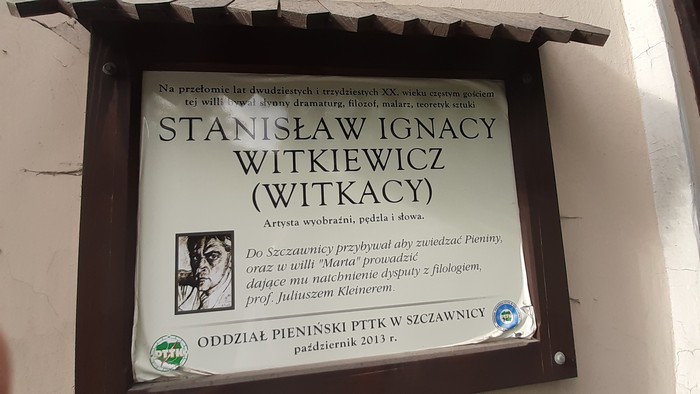 Na przełomie lat dwudziestych i trzydziestych XX. wieku częstym gościem
tej willi bywał słynny dramaturg, filozof, malarz, teoretyk sztuki
STANISŁAW IGNACY
WITKIEWICZ
(WITKACY)
Artysta wyobraźni, pędzla i słowa.
Do Szczawnicy przybywał aby zwiedzać Pieniny,
oraz w willi "Marta" prowadzić
dające mu natchnienie dysputy z filologiem,
prof. Juliuszem Kleinerem.
ODDZIAŁ PIENIŃSKI PTTK W SZCZAWNICY
październik 2013 r.
PTTK